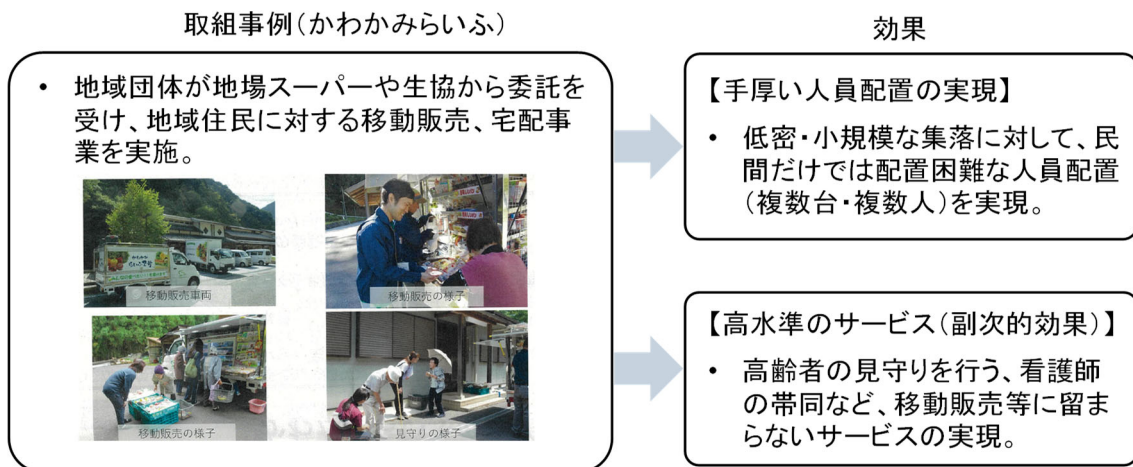 取組事例(かわかみらいふ)
• 地域団体が地場スーパーや生協から委託を
受け、地域住民に対する移動販売、宅配事
業を実施。
移動販売車両
移動販売の様子
移動販売の様子
見守りの様子
効果
【手厚い人員配置の実現】
• 低密・小規模な集落に対して、民
間だけでは配置困難な人員配置
(複数台・複数人)を実現。
【高水準のサービス(副次的効果)】
• 高齢者の見守りを行う、看護師
の帯同など、移動販売等に留ま
らないサービスの実現。